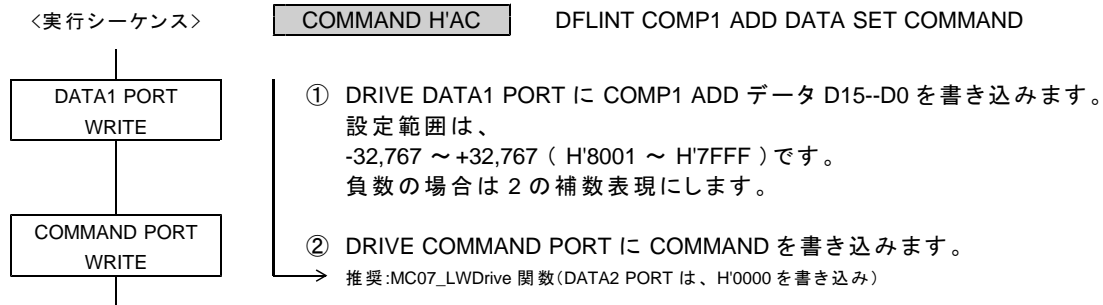 <実行シーケンス>
COMMAND H'AC
DFLINT COMP1 ADD DATA SET COMMAND
DATA1 PORT
WRITE
① DRIVE DATA1 PORT に COMP1 ADD データ D15--D0 を書き込みます。
設定範囲は、
-32,767 ～+32,767 ( H'8001 ～ H'7FFF )です。
負数の場合は 2 の補数表現にします。
COMMAND PORT
WRITE
② DRIVE COMMAND PORT に COMMAND を書き込みます。
推奨:MC07_LWDrive 関数(DATA2 PORT は、H'0000 を書き込み)